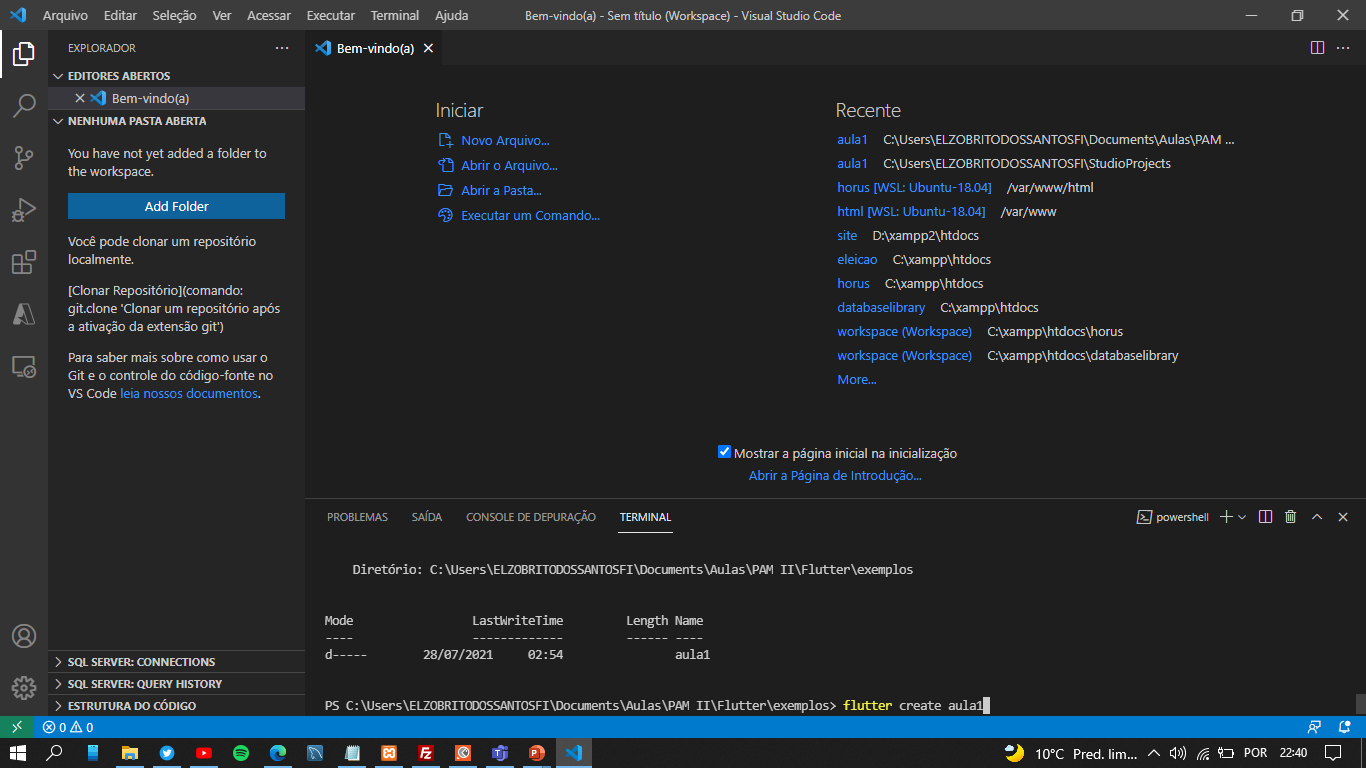 Arquivo Editar Seleção Ver Acessar Executar Terminal Ajuda
Bem-vindo(a) - Sem título (Workspace) - Visual Studio Code
EXPLORADOR
EDITORES ABERTOS
Bem-vindo(a)
NENHUMA PASTA ABERTA
You have not yet added a folder to
the workspace.
Add Folder
Você pode clonar um repositório
localmente.
[Clonar Repositório](comando:
git.clone 'Clonar um repositório após
a ativação da extensão git')
Para saber mais sobre como usar o
Git e o controle do código-fonte no
VS Code leia nossos documentos.
SQL SERVER: CONNECTIONS
SQL SERVER: QUERY HISTORY
ESTRUTURA DO CÓDIGO
Bem-vindo(a)
Iniciar
Novo Arquivo...
Abrir o Arquivo...
Abrir a Pasta...
Executar um Comando...
Recente
aula1 C:\Users\ELZOBRITODOSSANTOSFI\Documents\Aulas\PAM ...
aula1 C:\Users\ELZOBRITODOSSANTOSFI\StudioProjects
horus [WSL: Ubuntu-18.04] /var/www/html
html [WSL: Ubuntu-18.04] /var/www
site D:\xampp2\htdocs
eleicao C:\xampp\htdocs
horus C:\xampp\htdocs
databaselibrary C:\xampp\htdocs
workspace (Workspace) C:\xampp\htdocs\horus
workspace (Workspace) C:\xampp\htdocs\databaselibrary
More...
Mostrar a página inicial na inicialização
Abrir a Página de Introdução...
PROBLEMAS SAÍDA CONSOLE DE DEPURAÇÃO TERMINAL
powershell
Diretório: C:\Users\ELZOBRITODOSSANTOSFI\Documents\Aulas\PAM II\Flutter\exemplos
Mode LastWriteTime Length Name
---- ------------- ------ ----
d----- 28/07/2021 02:54 aula1
PS C:\Users\ELZOBRITODOSSANTOSFI\Documents\Aulas\PAM II\Flutter\exemplos> flutter create aula1
0 0
10°C Pred. lim... POR 22:40